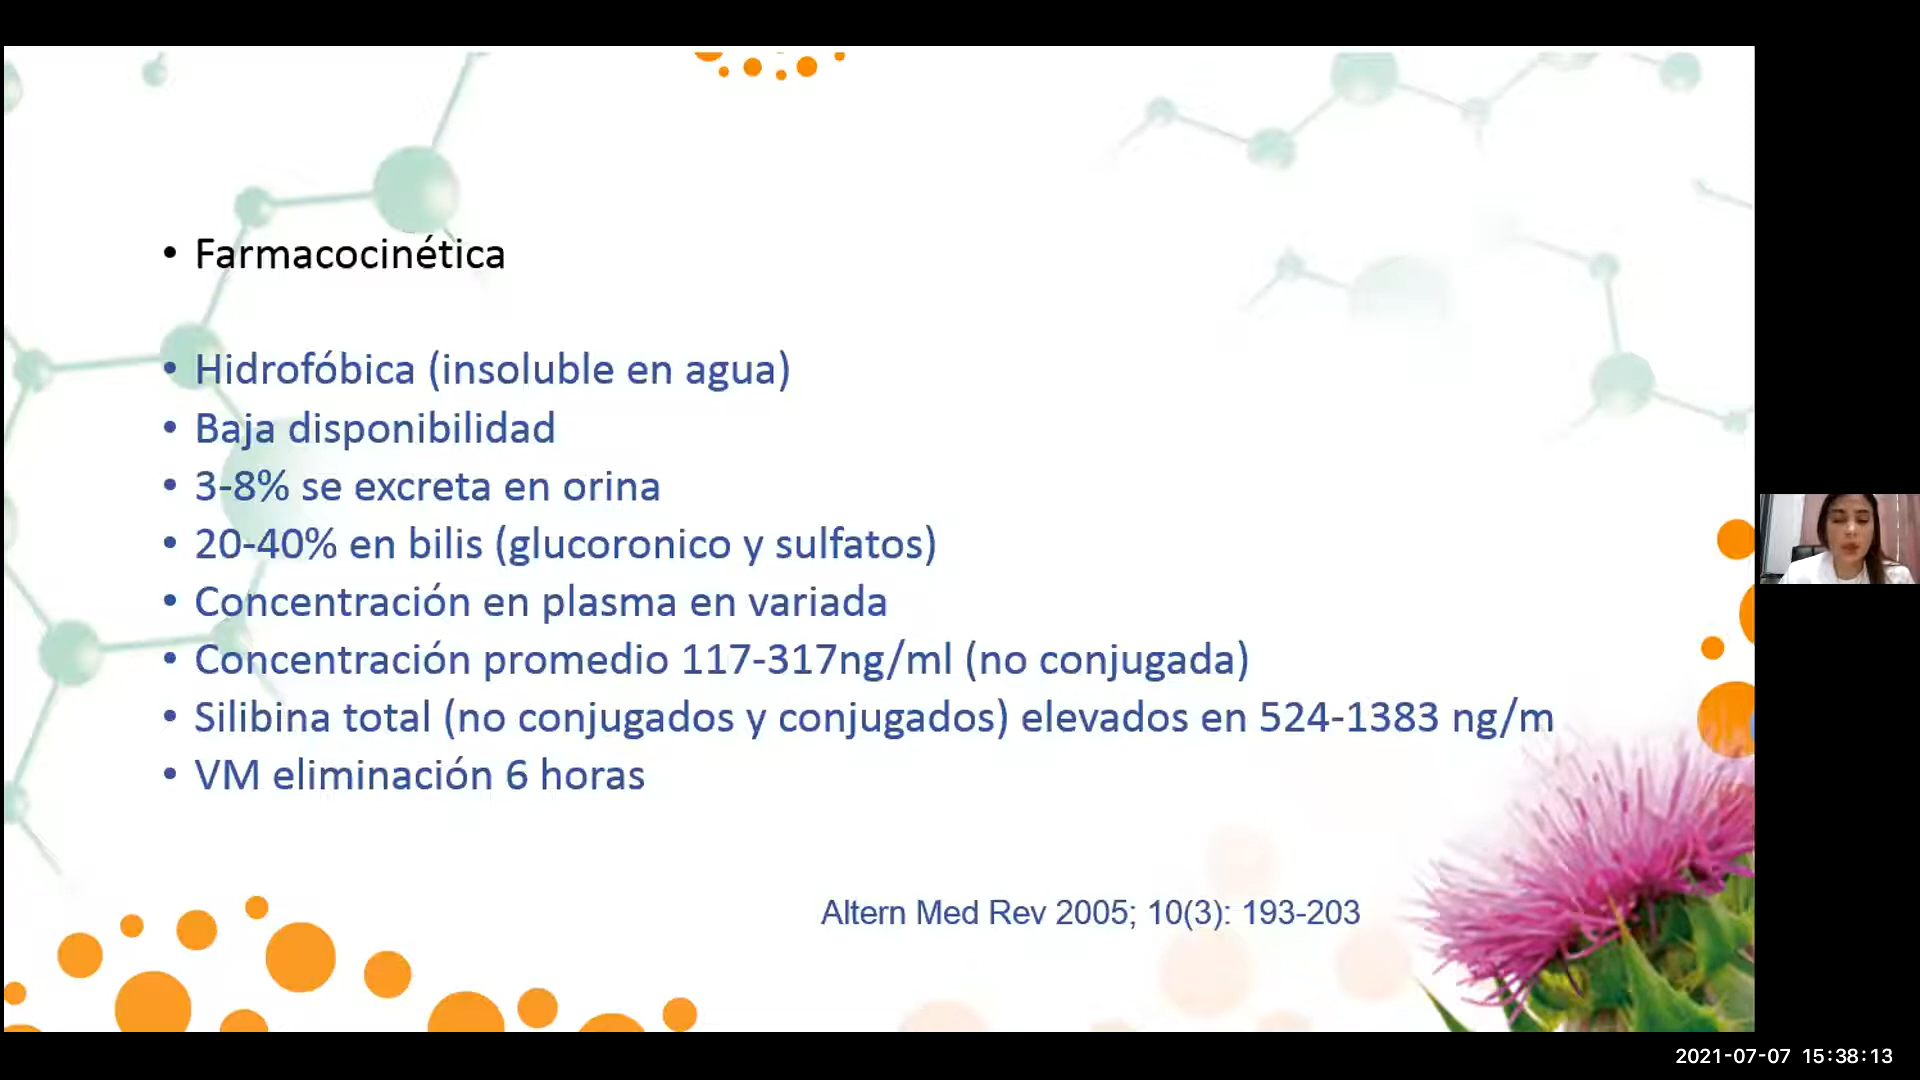 • Farmacocinética
• Hidrofóbica (insoluble en agua)
• Baja disponibilidad
• 3-8% se excreta en orina
• 20-40% en bilis (glucoronico y sulfatos)
• Concentración en plasma en variada
• Concentración promedio 117-317ng/ml (no conjugada)
• Silibina total (no conjugados y conjugados) elevados en 524-1383 ng/m
• VM eliminación 6 horas
Altern Med Rev 2005; 10(3): 193-203
2021-07-07 15:38:13